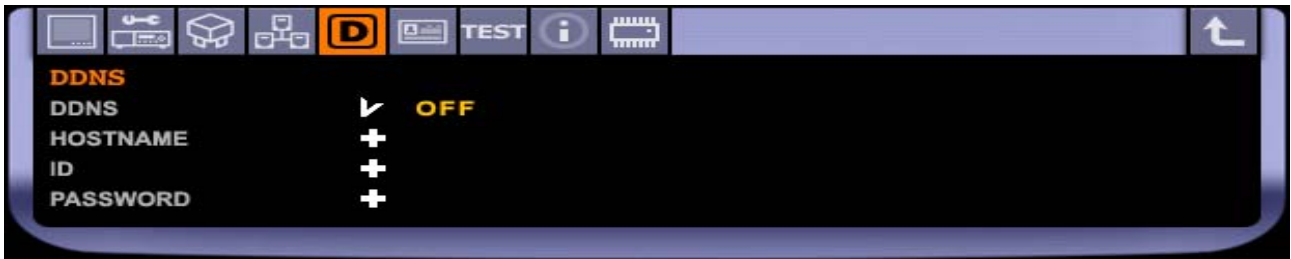 D TEST i
DDNS
DDNS OFF
HOSTNAME
ID
PASSWORD